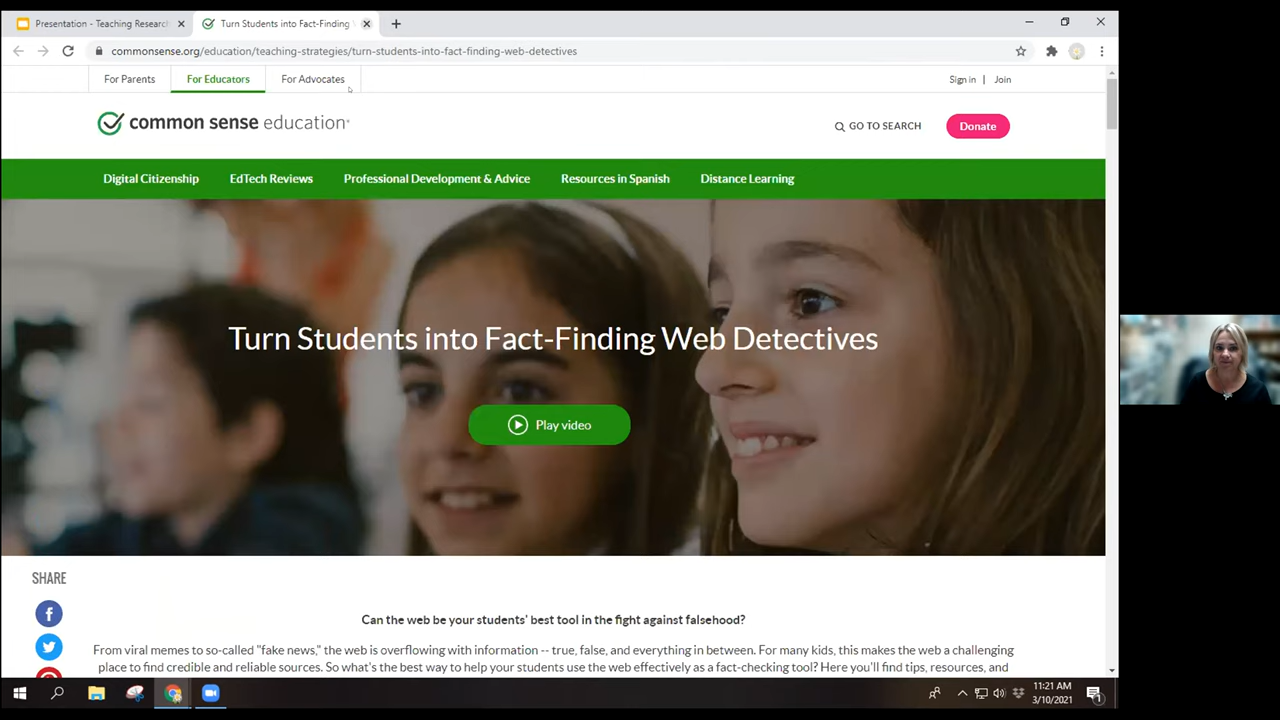 Presentation - Teaching Researc
Turn Students into Fact-Finding
commonsense.org/education/teaching-strategies/turn-students-into-fact-finding-web-detectives
For Parents
For Educators
For Advocates
Sign in | Join
common sense education®
GO TO SEARCH
Donate
Digital Citizenship
EdTech Reviews
Professional Development & Advice
Resources in Spanish
Distance Learning
Turn Students into Fact-Finding Web Detectives
Play video
SHARE
Can the web be your students' best tool in the fight against falsehood?
From viral memes to so-called "fake news," the web is overflowing with information -- true, false, and everything in between. For many kids, this makes the web a challenging
place to find credible and reliable sources. So what's the best way to help your students use the web effectively as a fact-checking tool? Here you'll find tips, resources, and
11:21 AM
3/10/2021
1